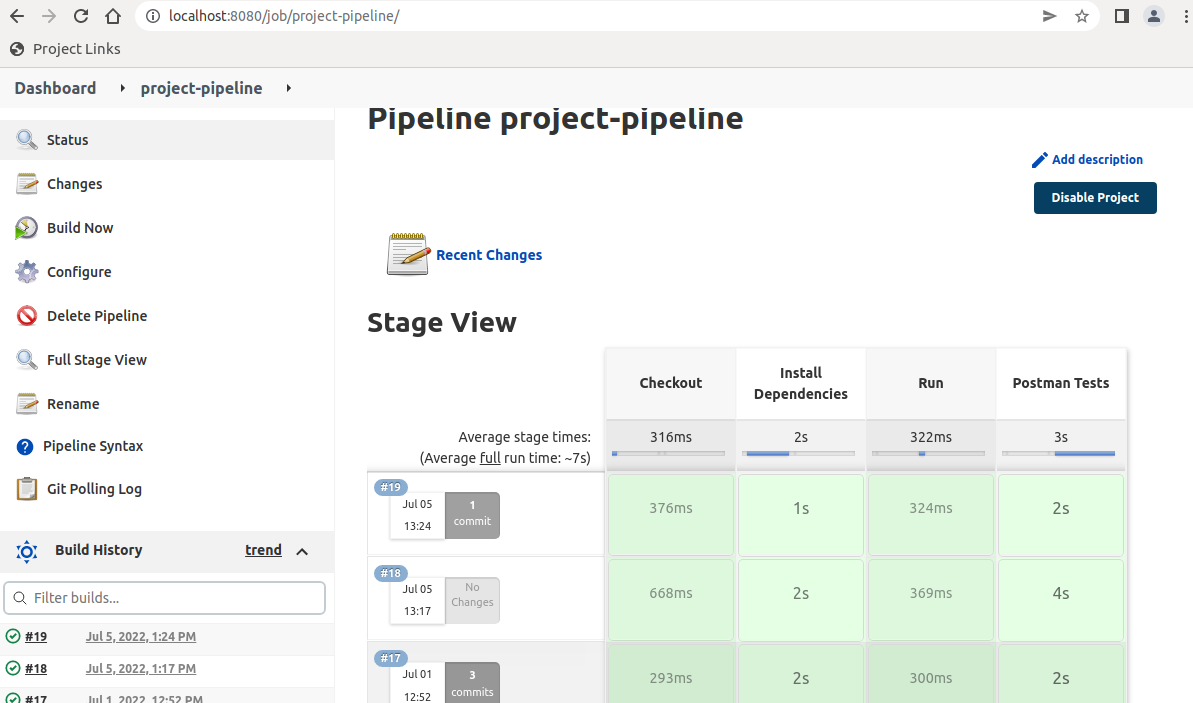 localhost:8080/job/project-pipeline/
Project Links
Dashboard
project-pipeline
Status
Changes
Build Now
Configure
Delete Pipeline
Full Stage View
Rename
Pipeline Syntax
Git Polling Log
Build History
trend
Filter builds...
#19 Jul 5, 2022, 1:24 PM
#18 Jul 5, 2022, 1:17 PM
#17 Jul 1, 2022, 12:52 PM
Pipeline project-pipeline
Add description
Disable Project
Recent Changes
Stage View
Checkout
Install
Dependencies
Run
Postman Tests
Average stage times:
(Average full run time: ~7s)
316ms
2s
322ms
3s
#19
Jul 05
13:24
1
commit
376ms
1s
324ms
2s
#18
Jul 05
13:17
No
Changes
668ms
2s
369ms
4s
#17
Jul 01
12:52
3
commits
293ms
2s
300ms
2s